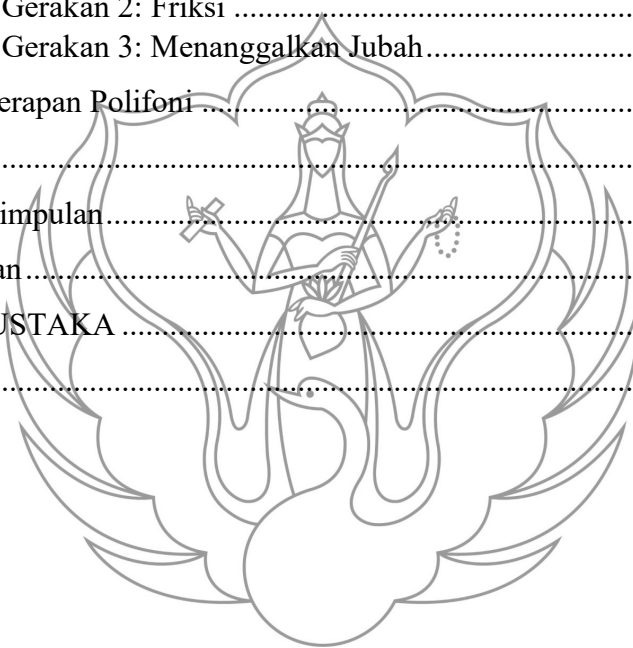 Gerakan 2: Friksi ........................................
Gerakan 3: Menanggalkan Jubah........................
erapan Polifoni ...........................................
................................................................
impulan......................................................
an..............................................................
USTAKA ....................................................
................................................................